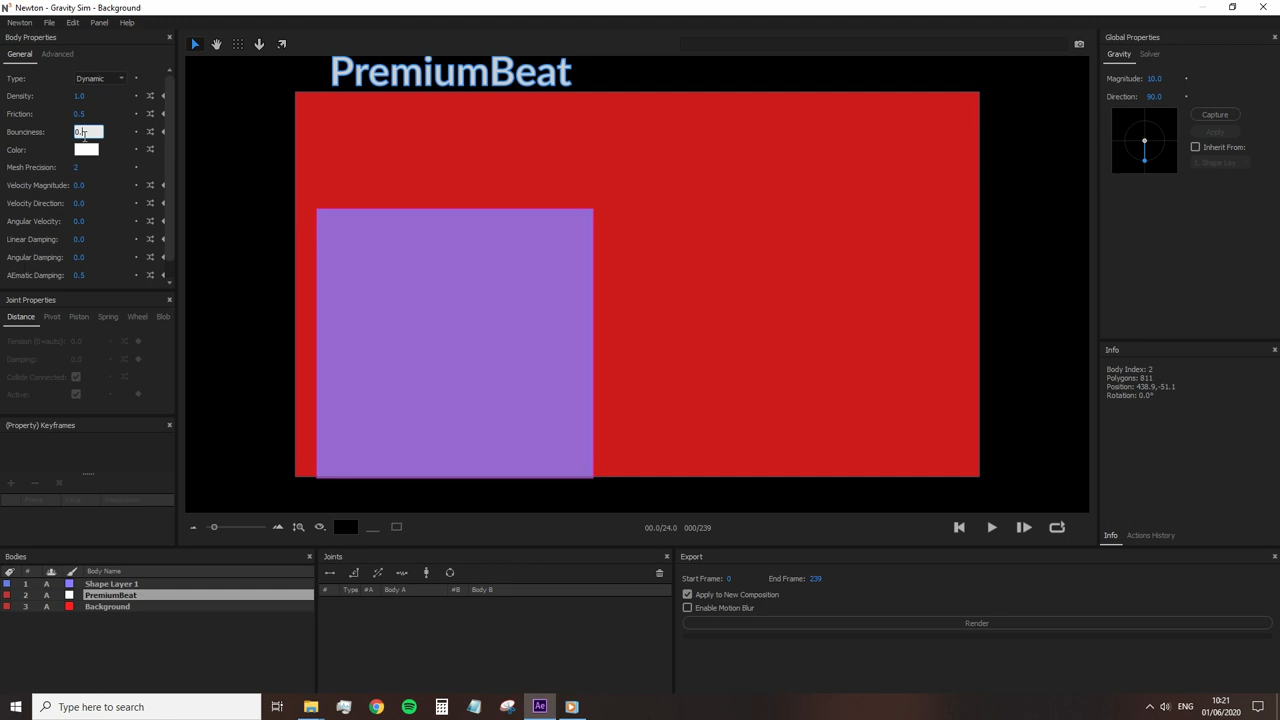 Newton - Gravity Sim - Background
Newton File Edit Panel Help
Body Properties
General Advanced
Type: Dynamic
Density: 1.0
Friction: 0.5
Bounciness: 0.
Color:
Mesh Precision: 2
Velocity Magnitude: 0.0
Velocity Direction: 0.0
Angular Velocity: 0.0
Linear Damping: 0.0
Angular Damping: 0.0
AEmatic Damping: 0.5
Joint Properties
Distance Pivot Piston Spring Wheel Blob
Tension (0=auto): 0.0
Damping: 0.0
Collide Connected:
Active:
(Property) Keyframes
Frame Value Interpolation
PremiumBeat
00.0/24.0 000/239
Global Properties
Gravity Solver
Magnitude: 10.0
Direction: 90.0
Capture
Apply
Inherit From:
1. Shape Lay
Info
Body Index: 2
Polygons: 811
Position: 438.9,-51.1
Rotation: 0.0°
Info Actions History
Bodies
# Body Name
1 A Shape Layer 1
2 A PremiumBeat
3 A Background
Joints
# Type #A Body A #B Body B
Export
Start Frame: 0 End Frame: 239
Apply to New Composition
Enable Motion Blur
Render
Type here to search
Ae
ENG
10:21
01/06/2020